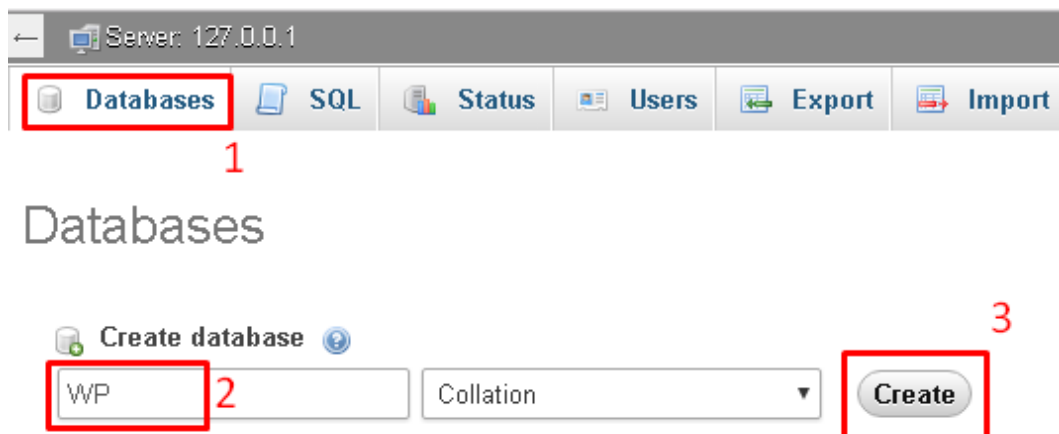 ← Server: 127.0.0.1
Databases SQL Status Users Export Import
1
Databases
3
Create database
WP 2 Collation Create